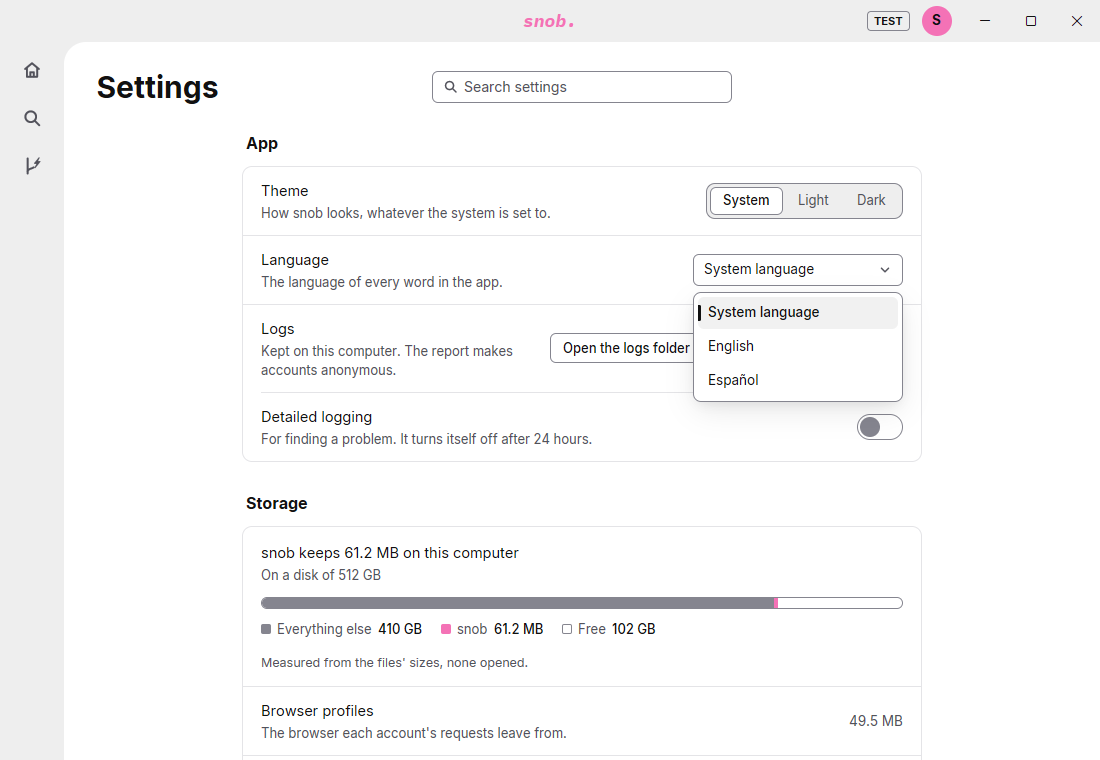 snob.
TEST
S
Settings
Search settings
App
Theme
How snob looks, whatever the system is set to.
System
Light
Dark
Language
The language of every word in the app.
System language
System language
English
Español
Logs
Kept on this computer. The report makes
accounts anonymous.
Open the logs folder
Detailed logging
For finding a problem. It turns itself off after 24 hours.
Storage
snob keeps 61.2 MB on this computer
On a disk of 512 GB
Everything else 410 GB
snob 61.2 MB
Free 102 GB
Measured from the files' sizes, none opened.
Browser profiles
The browser each account's requests leave from.
49.5 MB